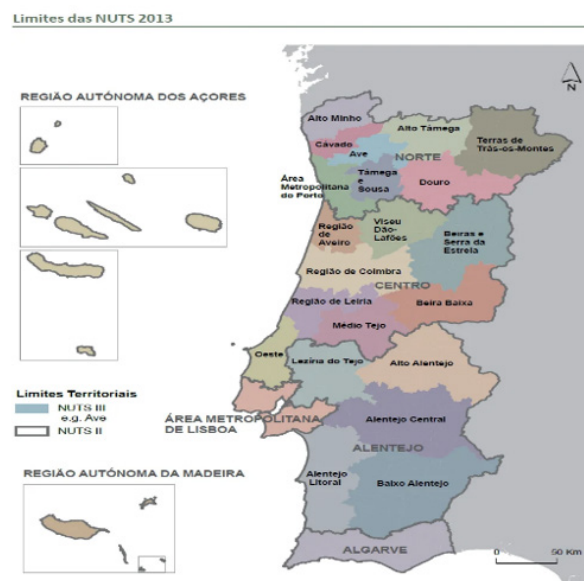 Limites das NUTS 2013
N
REGIÃO AUTÓNOMA DOS AÇORES
Alto Minho
Alto Tâmega
Terras de
Trás-os-Montes
Cávado
Ave
NORTE
Área
Metropolitana
do Porto
Tâmega
e
Sousa
Douro
Região
de
Aveiro
Viseu
Dão-
Lafões
Beiras e
Serra da
Estrela
Região de Coimbra
CENTRO
Região de Leiria
Beira Baixa
Médio Tejo
Oeste
Lezíria do Tejo
Alto Alentejo
Limites Territoriais
NUTS III
e.g. Ave
NUTS II
ÁREA METROPOLITANA
DE LISBOA
Alentejo Central
ALENTEJO
REGIÃO AUTÓNOMA DA MADEIRA
Alentejo
Litoral
Baixo Alentejo
ALGARVE
0 50 Km